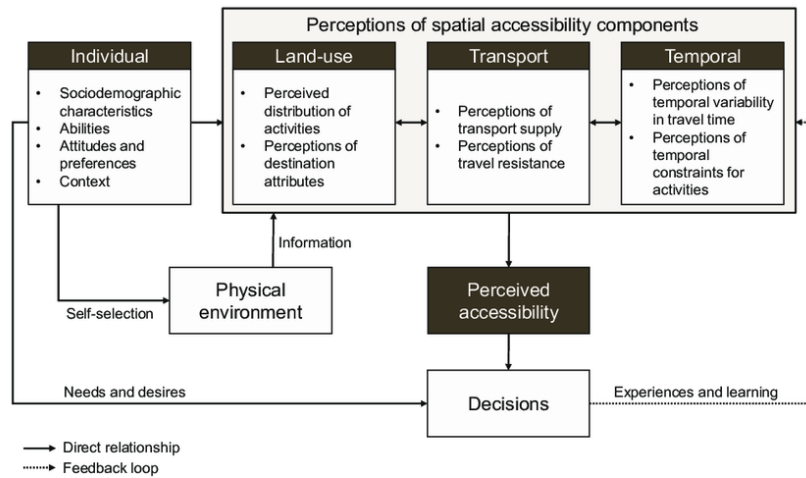 Perceptions of spatial accessibility components
Individual
• Sociodemographic
characteristics
• Abilities
• Attitudes and
preferences
• Context
Land-use
• Perceived
distribution of
activities
• Perceptions of
destination
attributes
Transport
• Perceptions of
transport supply
• Perceptions of
travel resistance
Temporal
• Perceptions of
temporal variability
in travel time
• Perceptions of
temporal
constraints for
activities
Information
Physical
environment
Self-selection
Perceived
accessibility
Needs and desires
Decisions
Experiences and learning
Direct relationship
Feedback loop